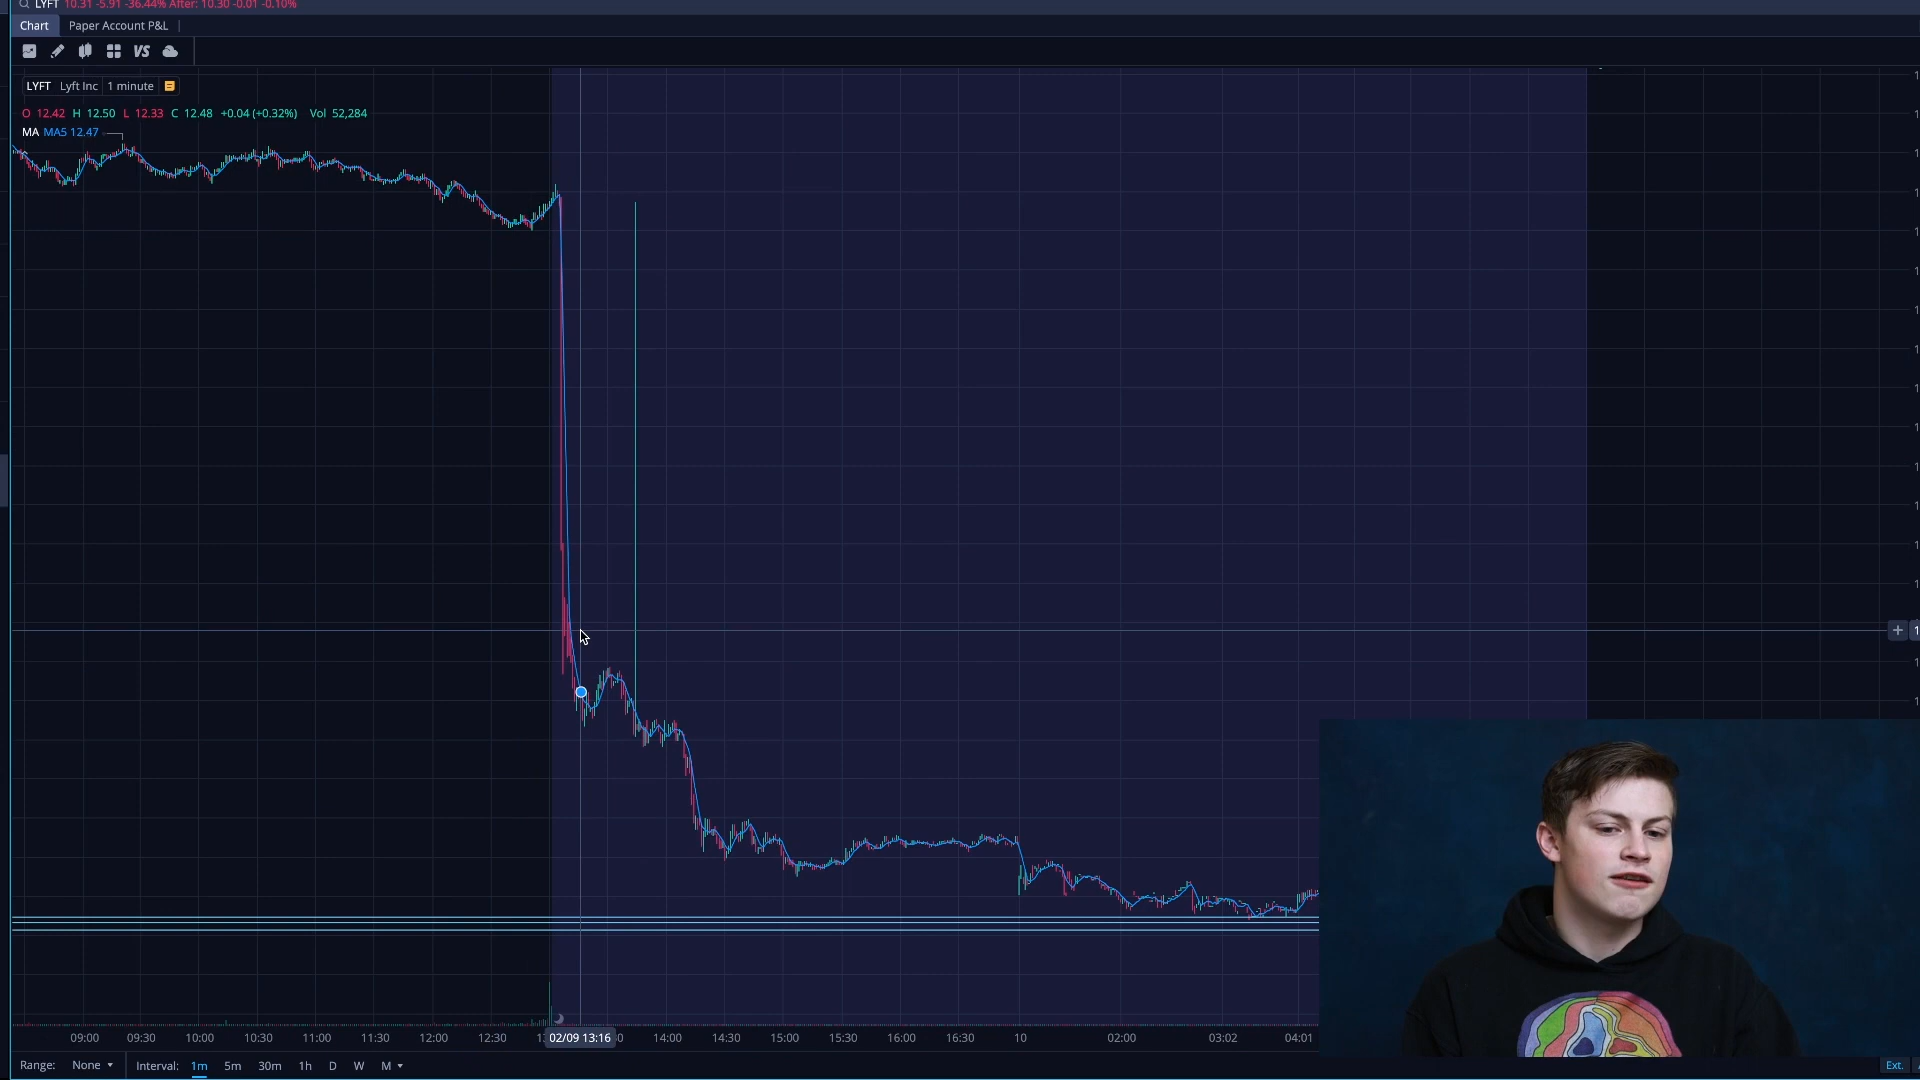 LYFT 10.31 -5.91 -36.44% After: 10.30 -0.01 -0.10%
Chart Paper Account P&L
VS
LYFT Lyft Inc 1 minute
O 12.42 H 12.50 L 12.33 C 12.48 +0.04 (+0.32%) Vol 52,284
MA MA5 12.47
09:00 09:30 10:00 10:30 11:00 11:30 12:00 12:30 02/09 13:16 14:00 14:30 15:00 15:30 16:00 16:30 10 02:00 03:02 04:01
Range: None Interval: 1m 5m 30m 1h D W M Ext.